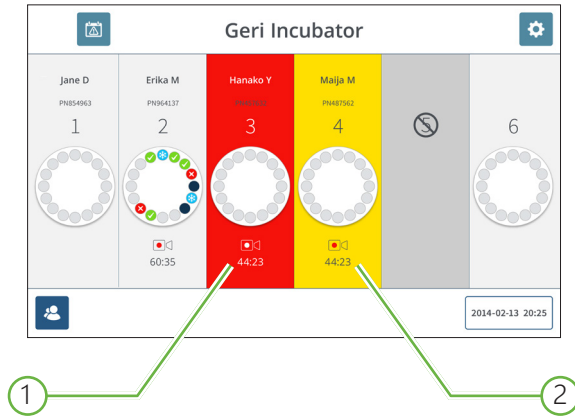 Geri Incubator
Jane D
Erika M
Hanako Y
Maija M
PN854963
PN964137
PN487562
1
2
3
4
5
6
60:35
44:23
44:23
2014-02-13 20:25
1
2